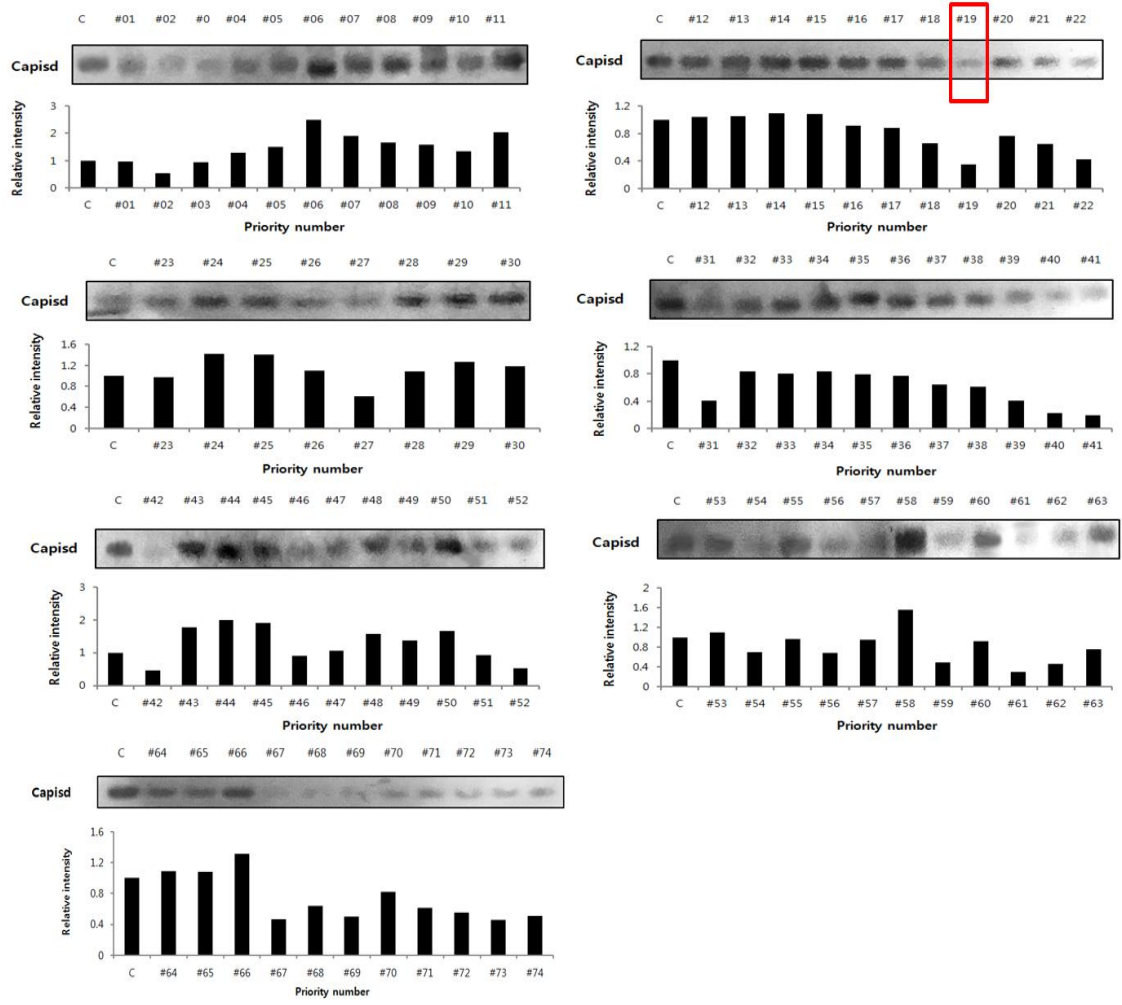 C #01 #02 #0 #04 #05 #06 #07 #08 #09 #10 #11
Capisd
Relative intensity
3
2
1
0
C #01 #02 #03 #04 #05 #06 #07 #08 #09 #10 #11
Priority number
C #12 #13 #14 #15 #16 #17 #18 #19 #20 #21 #22
Capisd
Relative intensity
1.2
0.8
0.4
0
C #12 #13 #14 #15 #16 #17 #18 #19 #20 #21 #22
Priority number
C #23 #24 #25 #26 #27 #28 #29 #30
Capisd
Relative intensity
1.6
1.2
0.8
0.4
0
C #23 #24 #25 #26 #27 #28 #29 #30
Priority number
C #31 #32 #33 #34 #35 #36 #37 #38 #39 #40 #41
Capisd
Relative intensity
1.2
0.8
0.4
0
C #31 #32 #33 #34 #35 #36 #37 #38 #39 #40 #41
Priority number
C #42 #43 #44 #45 #46 #47 #48 #49 #50 #51 #52
Capisd
Relative intensity
3
2
1
0
C #42 #43 #44 #45 #46 #47 #48 #49 #50 #51 #52
Priority number
C #53 #54 #55 #56 #57 #58 #59 #60 #61 #62 #63
Capisd
Relative intensity
2
1.6
1.2
0.8
0.4
0
C #53 #54 #55 #56 #57 #58 #59 #60 #61 #62 #63
Priority number
C #64 #65 #66 #67 #68 #69 #70 #71 #72 #73 #74
Capisd
Relative intensity
1.6
1.2
0.8
0.4
0
C #64 #65 #66 #67 #68 #69 #70 #71 #72 #73 #74
Priority number